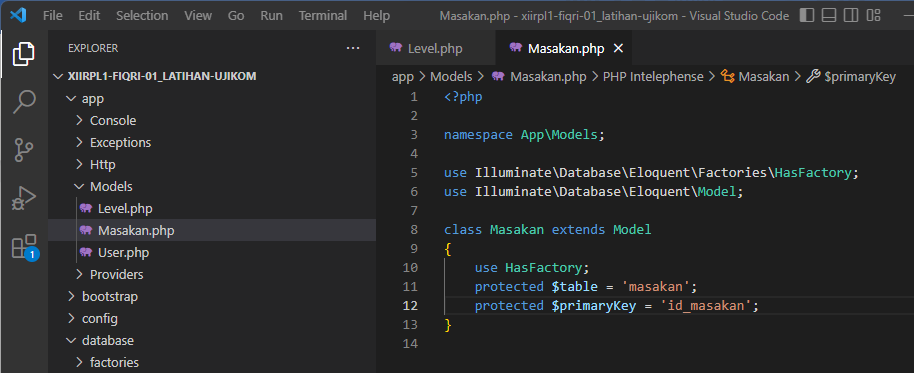 File Edit Selection View Go Run Terminal Help Masakan.php - xiirpl1-fiqri-01_latihan-ujikom - Visual Studio Code
EXPLORER
XIIRPL1-FIQRI-01_LATIHAN-UJIKOM
app
Console
Exceptions
Http
Models
Level.php
Masakan.php
User.php
Providers
bootstrap
config
database
factories
1
Level.php Masakan.php
app > Models > Masakan.php > PHP Intelephense > Masakan > $primaryKey
1 <?php
2
3 namespace App\Models;
4
5 use Illuminate\Database\Eloquent\Factories\HasFactory;
6 use Illuminate\Database\Eloquent\Model;
7
8 class Masakan extends Model
9 {
10 use HasFactory;
11 protected $table = 'masakan';
12 protected $primaryKey = 'id_masakan';
13 }
14